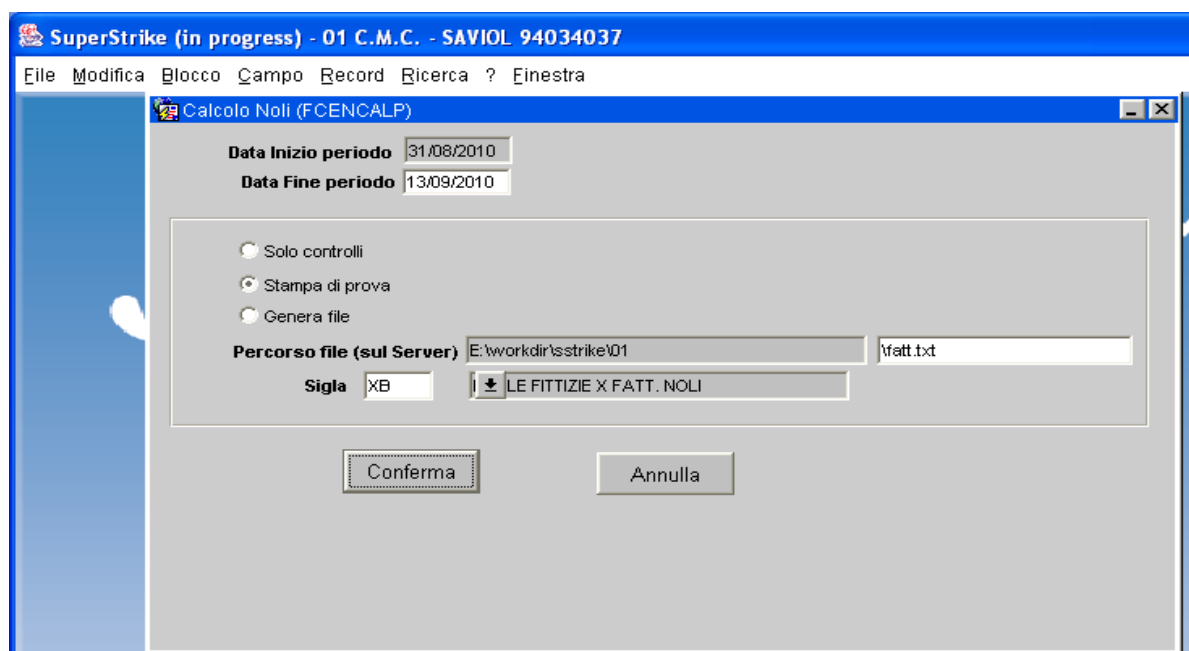 SuperStrike (in progress) - 01 C.M.C. - SAVIOL 94034037
File Modifica Blocco Campo Record Ricerca ? Finestra
Calcolo Noli (FCENCALP)
Data Inizio periodo 31/08/2010
Data Fine periodo 13/09/2010
Solo controlli
Stampa di prova
Genera file
Percorso file (sul Server) E:\workdir\sstrike\01 \fatt.txt
Sigla XB LE FITTIZIE X FATT. NOLI
Conferma Annulla